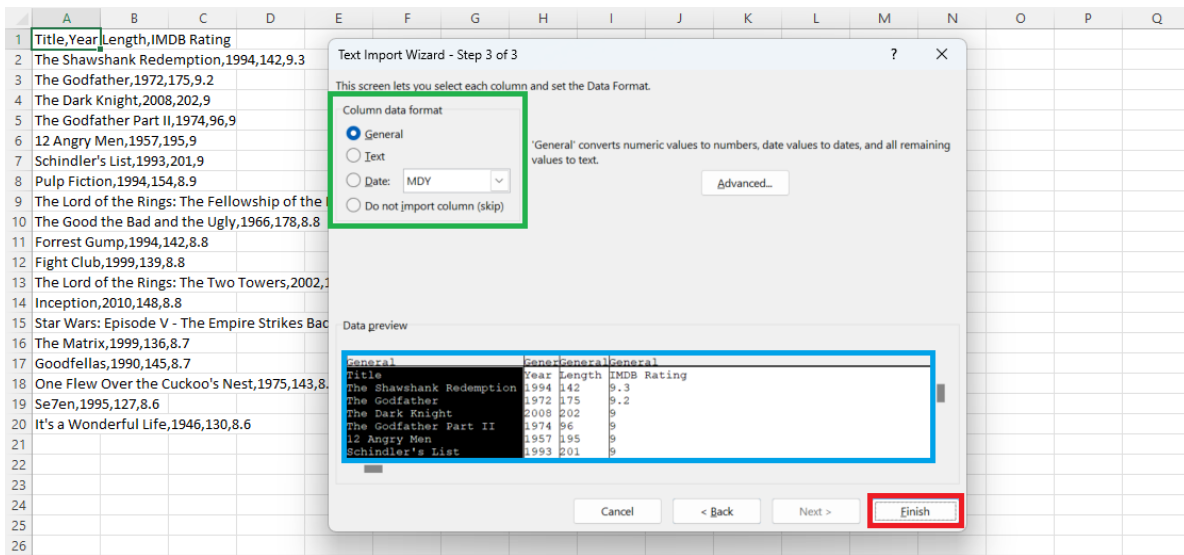 A B C D E F G H I J K L M N O P Q
1 Title,Year,Length,IMDB Rating
2 The Shawshank Redemption,1994,142,9.3
3 The Godfather,1972,175,9.2
4 The Dark Knight,2008,202,9
5 The Godfather Part II,1974,96,9
6 12 Angry Men,1957,195,9
7 Schindler's List,1993,201,9
8 Pulp Fiction,1994,154,8.9
9 The Lord of the Rings: The Fellowship of the
10 The Good the Bad and the Ugly,1966,178,8.8
11 Forrest Gump,1994,142,8.8
12 Fight Club,1999,139,8.8
13 The Lord of the Rings: The Two Towers,2002,1
14 Inception,2010,148,8.8
15 Star Wars: Episode V - The Empire Strikes Bac
16 The Matrix,1999,136,8.7
17 Goodfellas,1990,145,8.7
18 One Flew Over the Cuckoo's Nest,1975,143,8.
19 Se7en,1995,127,8.6
20 It's a Wonderful Life,1946,130,8.6
21
22
23
24
25
26
Text Import Wizard - Step 3 of 3 ? ✕
This screen lets you select each column and set the Data Format.
Column data format
General
Text
Date: MDY
Do not import column (skip)
'General' converts numeric values to numbers, date values to dates, and all remaining
values to text.
Advanced...
Data preview
General GenerGeneralGeneral
Title Year Length IMDB Rating
The Shawshank Redemption 1994 142 9.3
The Godfather 1972 175 9.2
The Dark Knight 2008 202 9
The Godfather Part II 1974 96 9
12 Angry Men 1957 195 9
Schindler's List 1993 201 9
Cancel < Back Next > Finish